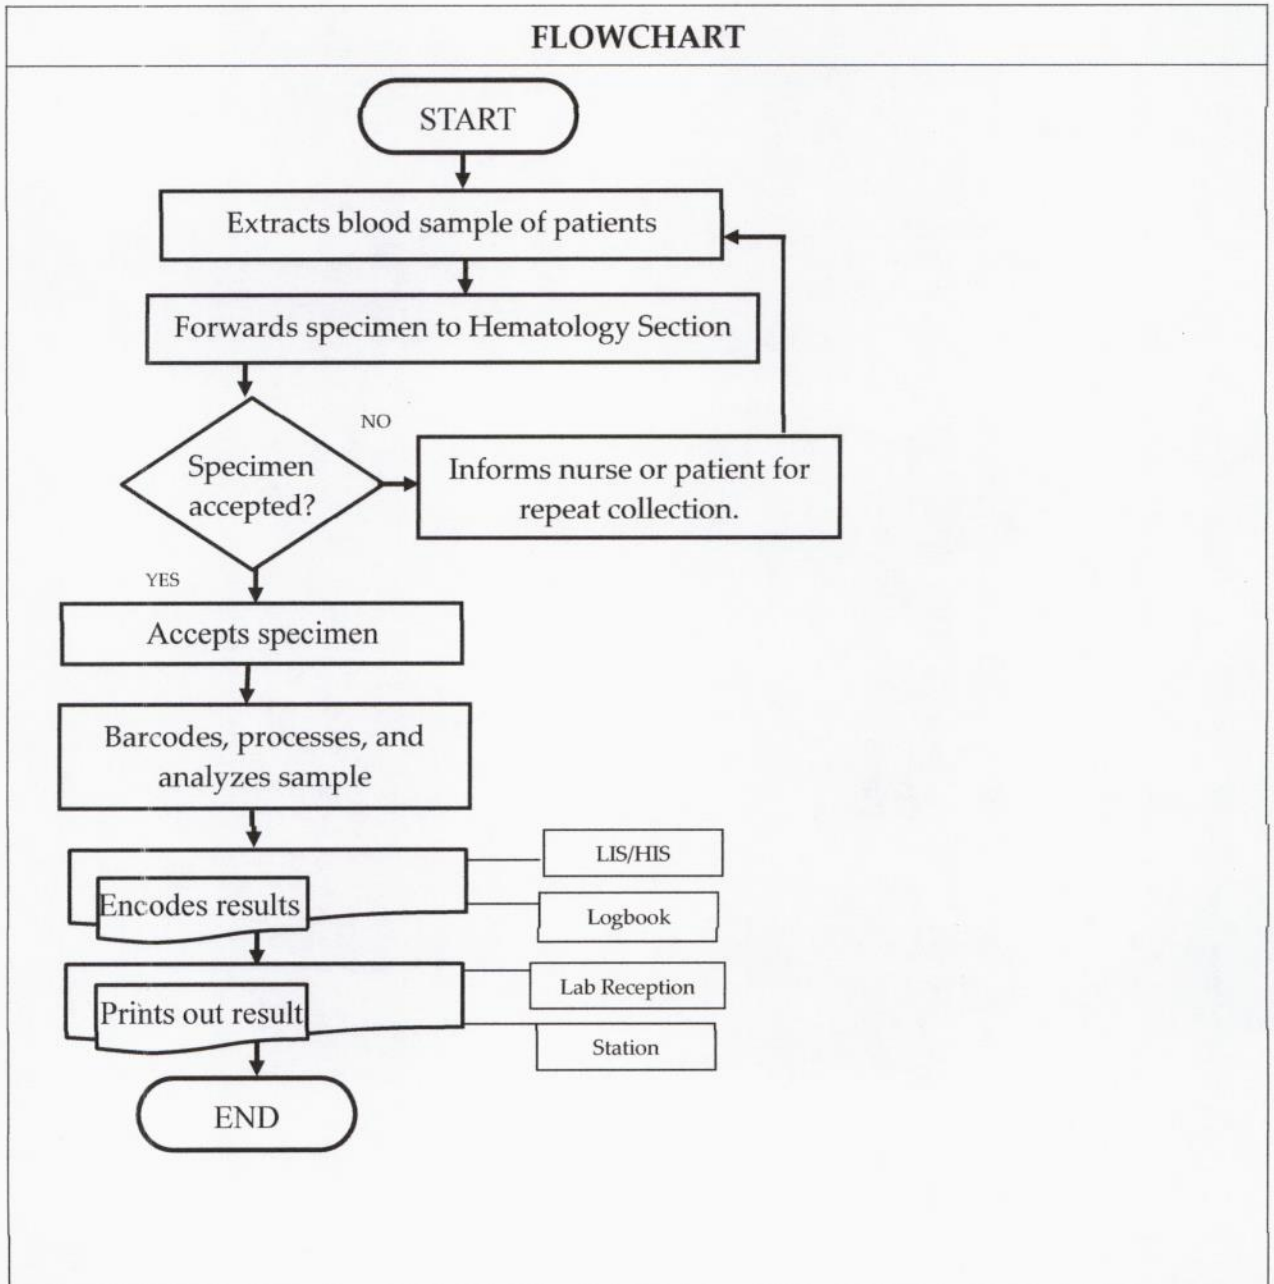 FLOWCHART
START
Extracts blood sample of patients
Forwards specimen to Hematology Section
NO
Specimen
accepted?
Informs nurse or patient for
repeat collection.
YES
Accepts specimen
Barcodes, processes, and
analyzes sample
LIS/HIS
Encodes results
Logbook
Lab Reception
Prints out result
Station
END